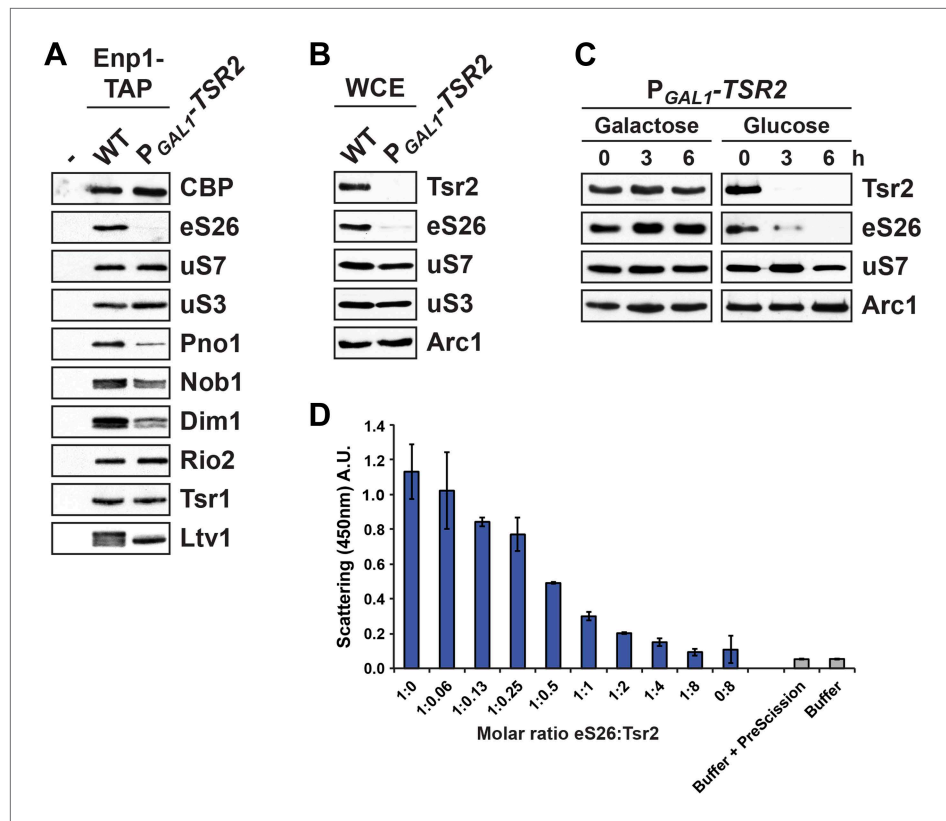 A
Enp1-
TAP
-
WT
P GAL1-TSR2
CBP
eS26
uS7
uS3
Pno1
Nob1
Dim1
Rio2
Tsr1
Ltv1
B
WCE
WT
P GAL1-TSR2
Tsr2
eS26
uS7
uS3
Arc1
C
P GAL1-TSR2
Galactose Glucose
0 3 6 0 3 6 h
Tsr2
eS26
uS7
Arc1
D
Scattering (450nm) A.U.
1.4
1.2
1.0
0.8
0.6
0.4
0.2
0.0
1:0 1:0.06 1:0.13 1:0.25 1:0.5 1:1 1:2 1:4 1:8 0:8 Buffer + PreScission Buffer
Molar ratio eS26:Tsr2